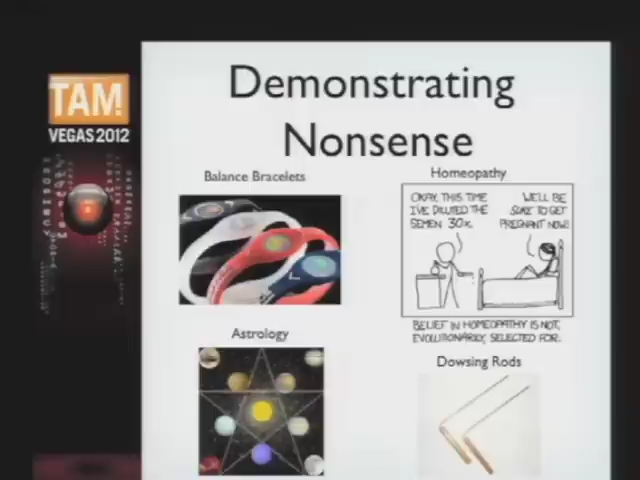 TAM!
VEGAS 2012
Demonstrating
Nonsense
Balance Bracelets
Homeopathy
OKAY, THIS TIME
I'VE DILUTED THE
SEMEN 30x.
WE'LL BE
SURE TO GET
PREGNANT NOW!
BELIEF IN HOMEOPATHY IS NOT,
EVOLUTIONARILY, SELECTED FOR.
Astrology
Dowsing Rods